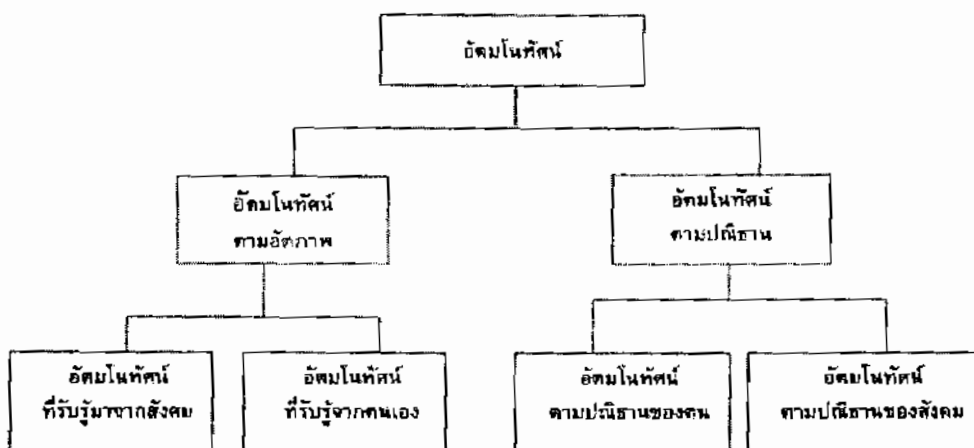 อัตมโนทัศน์
อัตมโนทัศน์
ตามอัตภาพ
อัตมโนทัศน์
ตามปณิธาน
อัตมโนทัศน์
ที่รับรู้มาจากสังคม
อัตมโนทัศน์
ที่รับรู้จากตนเอง
อัตมโนทัศน์
ตามปณิธานของตน
อัตมโนทัศน์
ตามปณิธานของสังคม